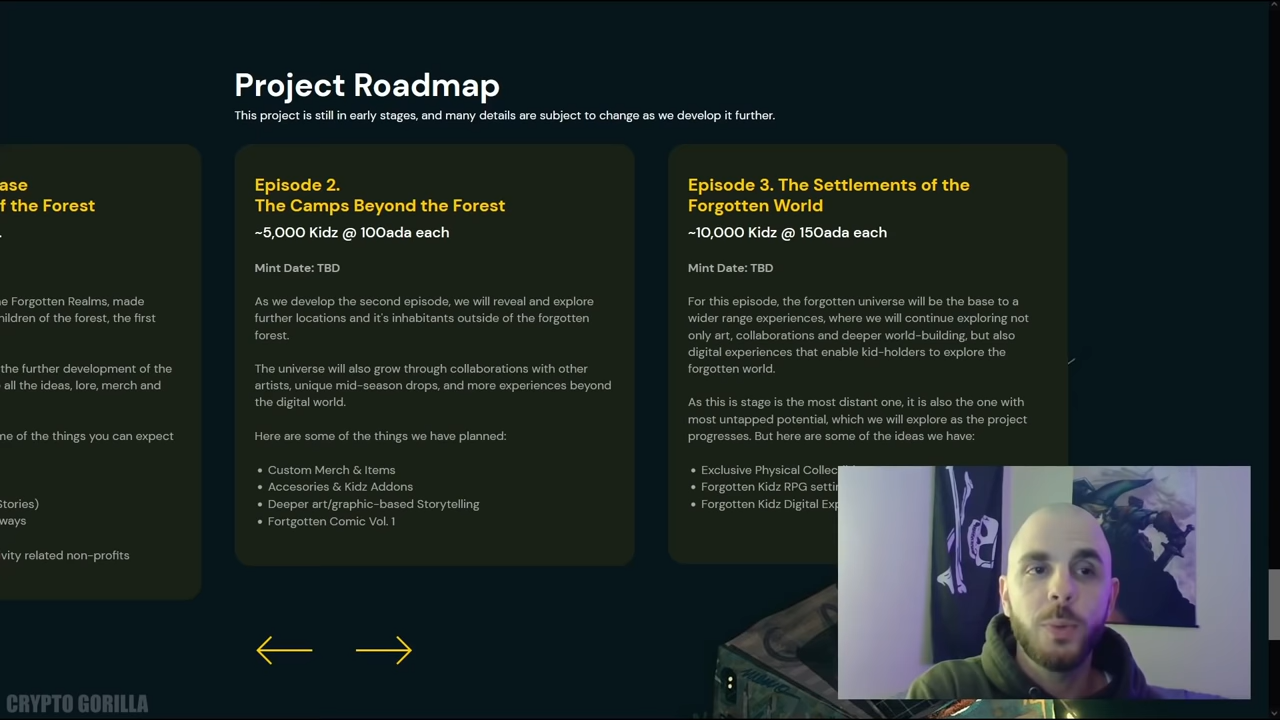 Project Roadmap
This project is still in early stages, and many details are subject to change as we develop it further.
ase
f the Forest
.
e Forgotten Realms, made
hildren of the forest, the first
the further development of the
all the ideas, lore, merch and
me of the things you can expect
Stories)
ways
vity related non-profits
Episode 2.
The Camps Beyond the Forest
~5,000 Kidz @ 100ada each
Mint Date: TBD
As we develop the second episode, we will reveal and explore
further locations and it's inhabitants outside of the forgotten
forest.
The universe will also grow through collaborations with other
artists, unique mid-season drops, and more experiences beyond
the digital world.
Here are some of the things we have planned:
• Custom Merch & Items
• Accesories & Kidz Addons
• Deeper art/graphic-based Storytelling
• Fortgotten Comic Vol. 1
Episode 3. The Settlements of the
Forgotten World
~10,000 Kidz @ 150ada each
Mint Date: TBD
For this episode, the forgotten universe will be the base to a
wider range experiences, where we will continue exploring not
only art, collaborations and deeper world-building, but also
digital experiences that enable kid-holders to explore the
forgotten world.
As this is stage is the most distant one, it is also the one with
most untapped potential, which we will explore as the project
progresses. But here are some of the ideas we have:
• Exclusive Physical Collec
• Forgotten Kidz RPG settin
• Forgotten Kidz Digital Exp
CRYPTO GORILLA